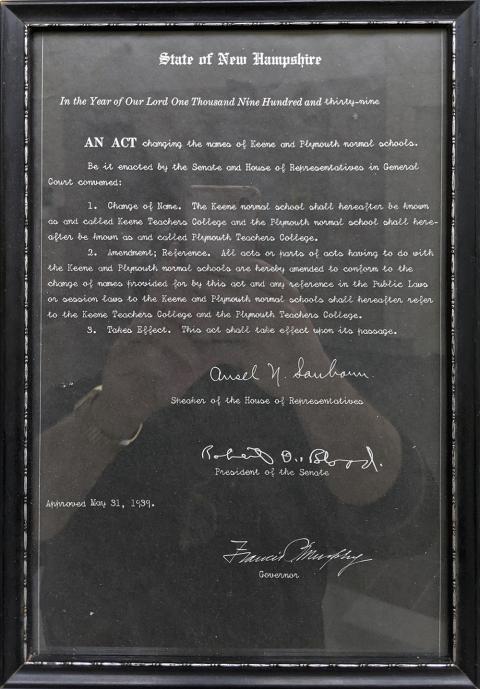 State of New Hampshire
In the Year of Our Lord One Thousand Nine Hundred and thirty-nine
AN ACT changing the names of Keene and Plymouth normal schools.
Be it enacted by the Senate and House of Representatives in General
Court convened:
1. Change of Name. The Keene normal school shall hereafter be known
as and called Keene Teachers College and the Plymouth normal school shall here-
after be known as and called Plymouth Teachers College.
2. Amendment; Reference. All acts or parts of acts having to do with
the Keene and Plymouth normal schools are hereby amended to conform to the
change of names provided for by this act and any reference in the Public Laws
or session laws to the Keene and Plymouth normal schools shall hereafter refer
to the Keene Teachers College and the Plymouth Teachers College.
3. Takes Effect. This act shall take effect upon its passage.
Ansel N. Sanborn
Speaker of the House of Representatives
Robert O. Blood.
President of the Senate
Approved May 31, 1939.
Francis P. Murphy
Governor